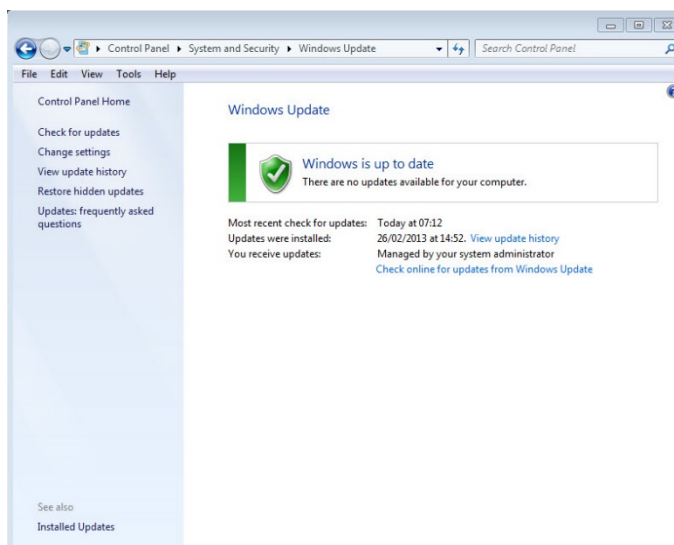 Control Panel ▸ System and Security ▸ Windows Update
Search Control Panel
File Edit View Tools Help
Control Panel Home
Check for updates
Change settings
View update history
Restore hidden updates
Updates: frequently asked
questions
See also
Installed Updates
Windows Update
Windows is up to date
There are no updates available for your computer.
Most recent check for updates: Today at 07:12
Updates were installed: 26/02/2013 at 14:52. View update history
You receive updates: Managed by your system administrator
Check online for updates from Windows Update